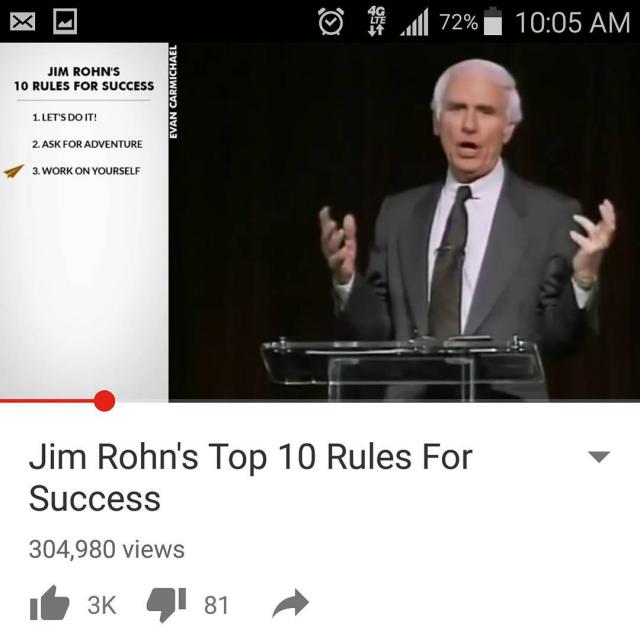 4G
LTE
72%
10:05 AM
JIM ROHN'S
10 RULES FOR SUCCESS
1. LET'S DO IT!
2. ASK FOR ADVENTURE
3. WORK ON YOURSELF
EVAN CARMICHAEL
Jim Rohn's Top 10 Rules For
Success
304,980 views
3K
81